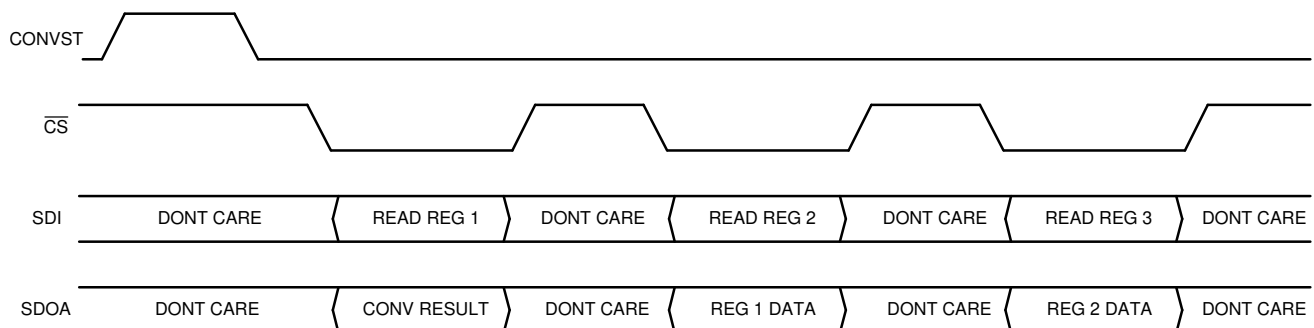 CONVST
CS
SDI DONT CARE READ REG 1 DONT CARE READ REG 2 DONT CARE READ REG 3 DONT CARE
SDOA DONT CARE CONV RESULT DONT CARE REG 1 DATA DONT CARE REG 2 DATA DONT CARE